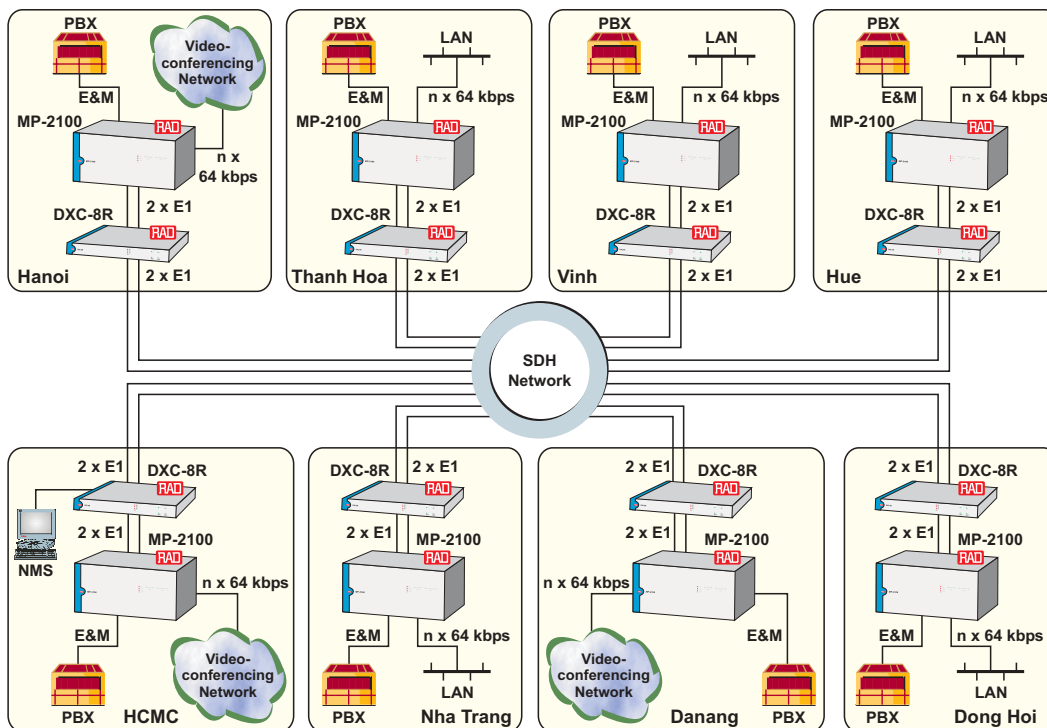 PBX
Video-
conferencing
Network
E&M
MP-2100
RAD
n x
64 kbps
DXC-8R
2 x E1
RAD
2 x E1
Hanoi
PBX
LAN
E&M
n x 64 kbps
MP-2100
RAD
2 x E1
DXC-8R
RAD
2 x E1
Thanh Hoa
PBX
LAN
E&M
n x 64 kbps
MP-2100
RAD
2 x E1
DXC-8R
RAD
2 x E1
Vinh
PBX
LAN
E&M
n x 64 kbps
MP-2100
RAD
2 x E1
DXC-8R
RAD
2 x E1
Hue
SDH
Network
2 x E1
DXC-8R
RAD
NMS
2 x E1
MP-2100
RAD
n x 64 kbps
E&M
Video-
conferencing
Network
PBX
HCMC
2 x E1
DXC-8R
RAD
2 x E1
MP-2100
RAD
E&M
n x 64 kbps
PBX
LAN
Nha Trang
2 x E1
DXC-8R
RAD
2 x E1
MP-2100
RAD
n x 64 kbps
E&M
Video-
conferencing
Network
PBX
Danang
2 x E1
DXC-8R
RAD
2 x E1
MP-2100
RAD
E&M
n x 64 kbps
PBX
LAN
Dong Hoi